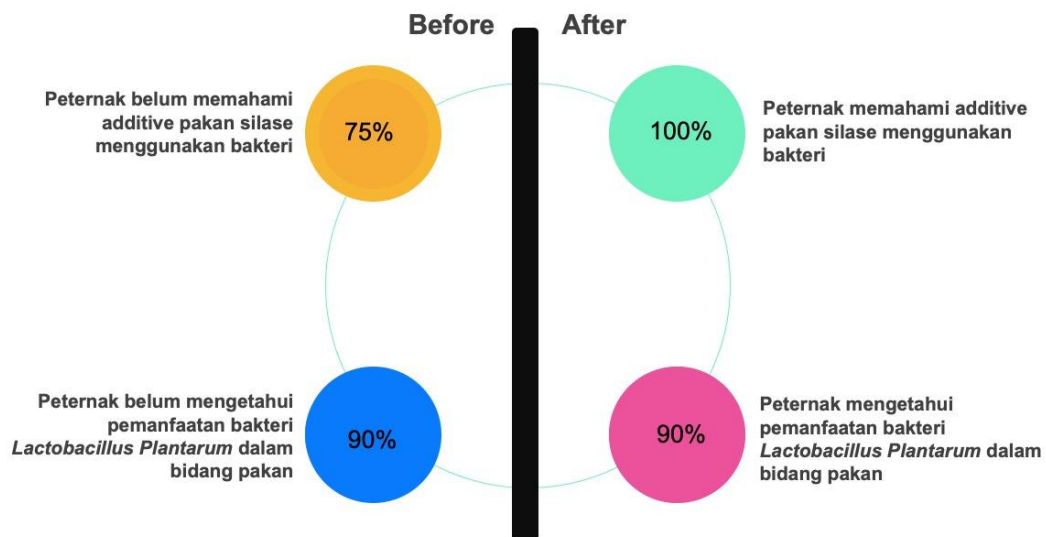 Before
After
Peternak belum memahami
additive pakan silase
menggunakan bakteri
75%
100%
Peternak memahami additive
pakan silase menggunakan
bakteri
Peternak belum mengetahui
pemanfaatan bakteri
Lactobacillus Plantarum dalam
bidang pakan
90%
90%
Peternak mengetahui
pemanfaatan bakteri
Lactobacillus Plantarum dalam
bidang pakan